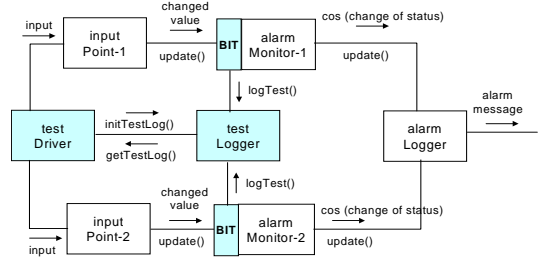 input
input
Point-1
changed
value
update()
BIT
alarm
Monitor-1
cos (change of status)
update()
logTest()
test
Driver
initTestLog()
getTestLog()
test
Logger
alarm
Logger
alarm
message
logTest()
input
input
Point-2
changed
value
update()
BIT
alarm
Monitor-2
cos (change of status)
update()